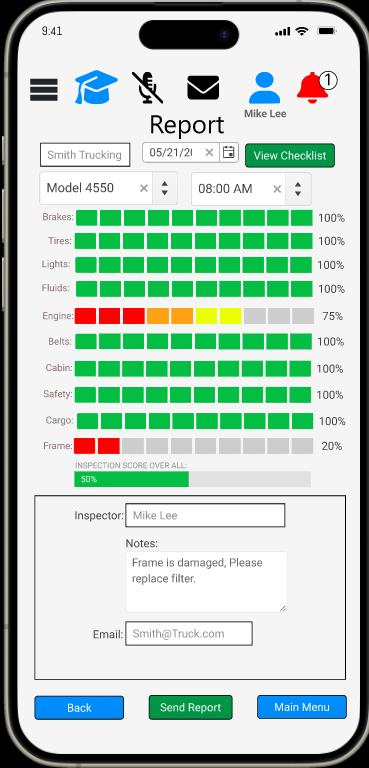 9:41
1
Mike Lee
Report
Smith Trucking 05/21/20 View Checklist
Model 4550 08:00 AM
Brakes: 100%
Tires: 100%
Lights: 100%
Fluids: 100%
Engine: 75%
Belts: 100%
Cabin: 100%
Safety: 100%
Cargo: 100%
Frame: 20%
INSPECTION SCORE OVER ALL:
50%
Inspector: Mike Lee
Notes:
Frame is damaged, Please
replace filter.
Email: Smith@Truck.com
Back Send Report Main Menu